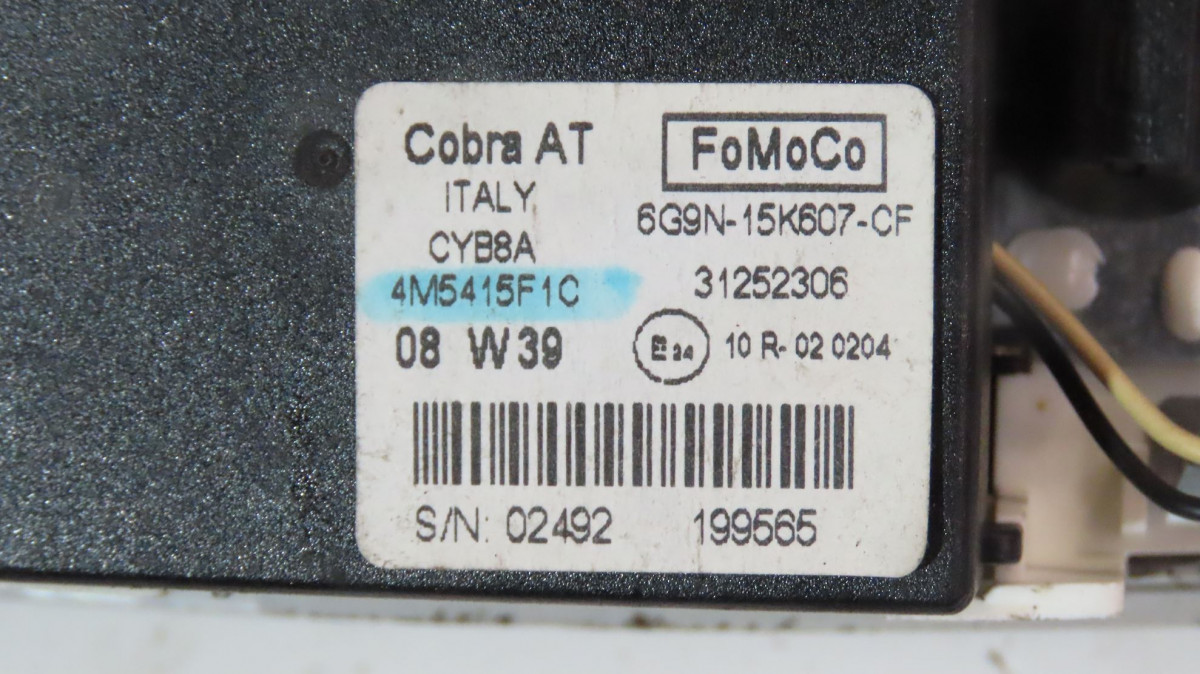 Cobra AT
ITALY
CYB8A
4M5415F1C
08 W39
FoMoCo
6G9N-15K607-CF
31252306
E24 10 R- 02 0204
S/N: 02492 199565